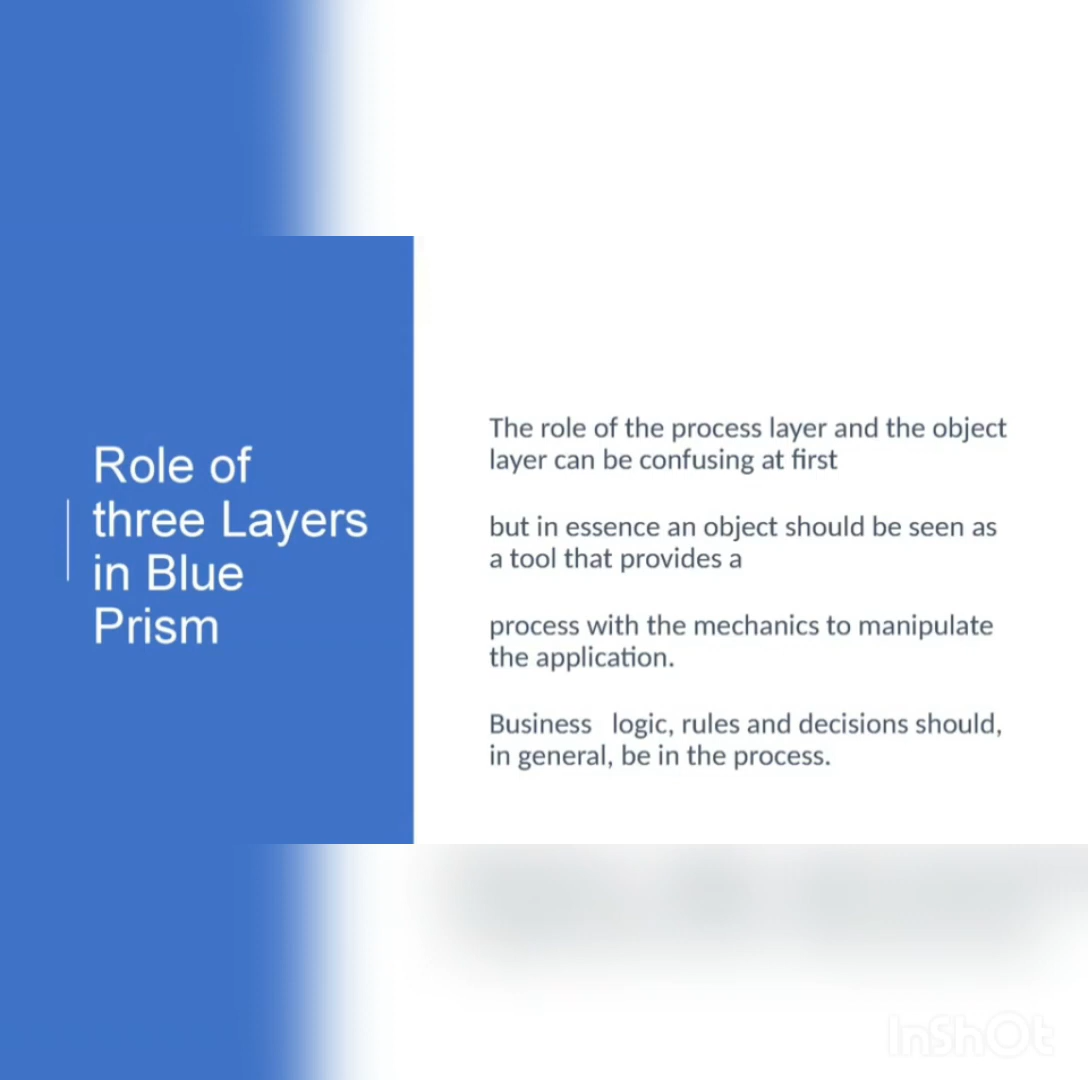 Role of
three Layers
in Blue
Prism
The role of the process layer and the object
layer can be confusing at first
but in essence an object should be seen as
a tool that provides a
process with the mechanics to manipulate
the application.
Business   logic, rules and decisions should,
in general, be in the process.
InShOt